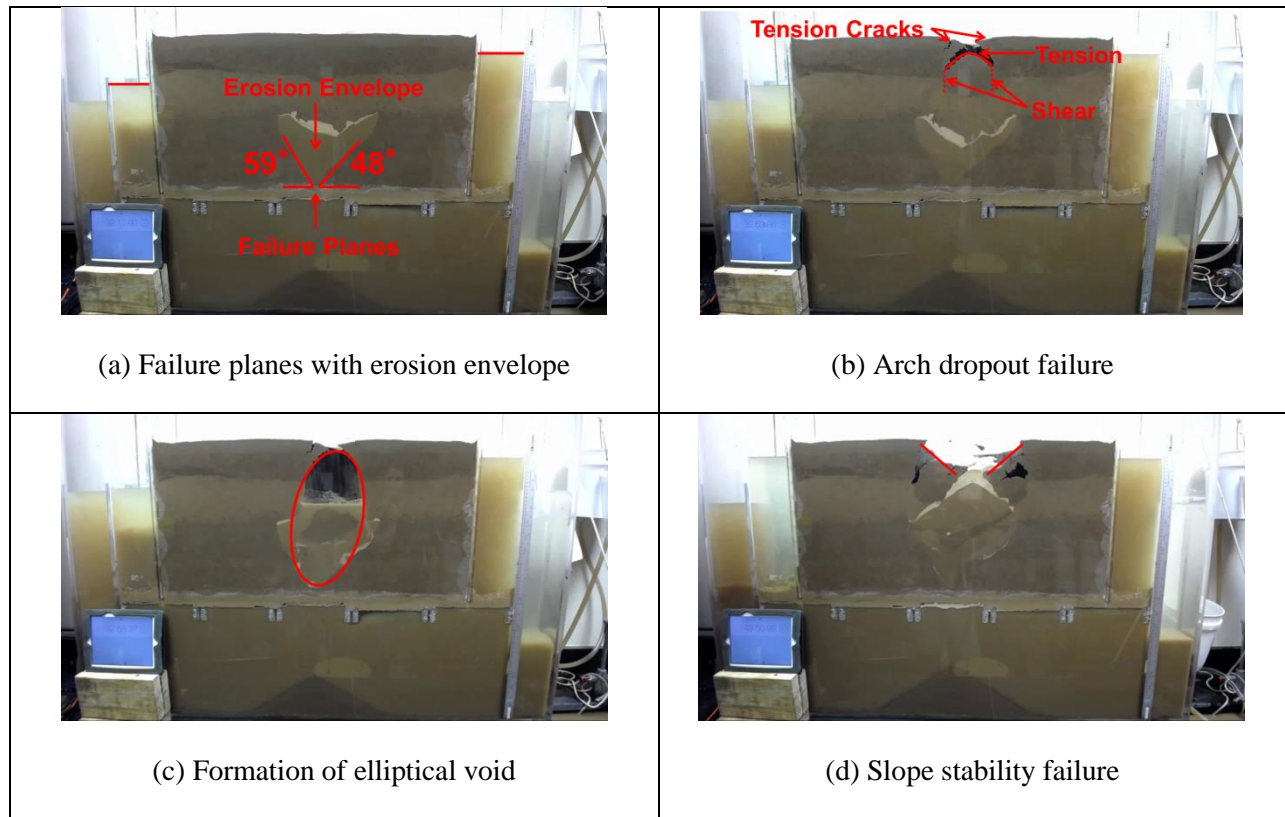 Erosion Envelope
59° 48°
Failure Planes
(a) Failure planes with erosion envelope
Tension Cracks
Tension
Shear
(b) Arch dropout failure
(c) Formation of elliptical void
(d) Slope stability failure